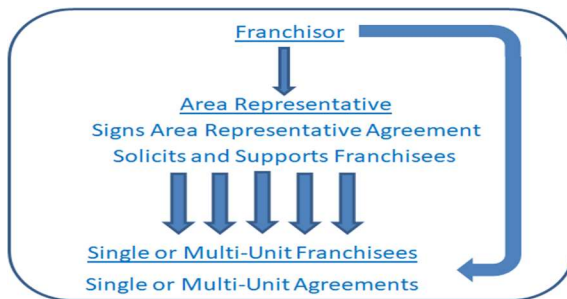 Franchisor
Area Representative
Signs Area Representative Agreement
Solicits and Supports Franchisees
Single or Multi-Unit Franchisees
Single or Multi-Unit Agreements